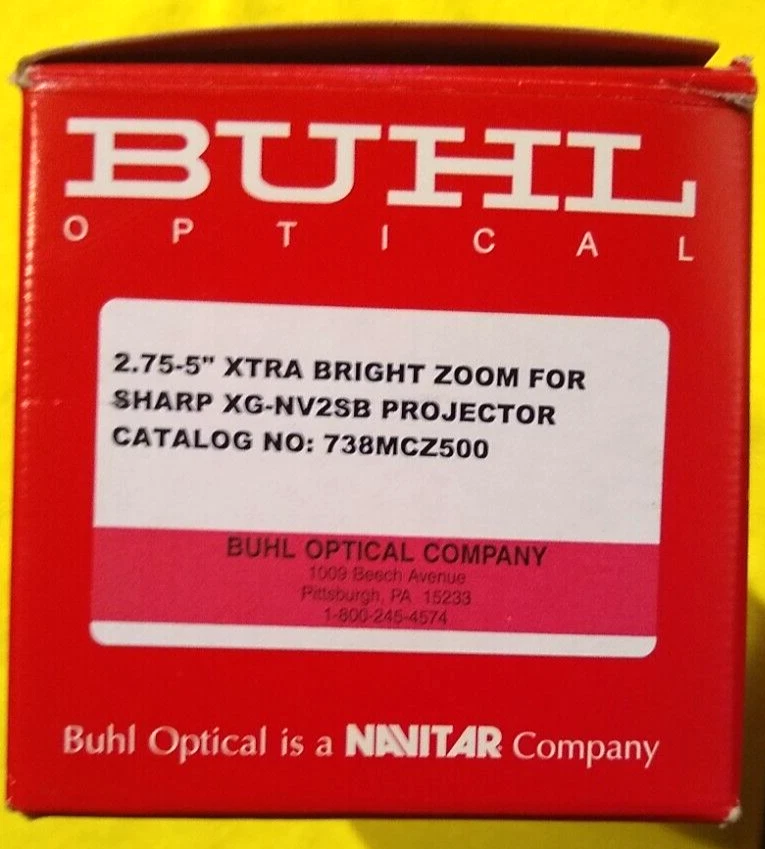 BUHL
OPTICAL
2.75-5" XTRA BRIGHT ZOOM FOR
SHARP XG-NV2SB PROJECTOR
CATALOG NO: 738MCZ500
BUHL OPTICAL COMPANY
1009 Beech Avenue
Pittsburgh, PA 15233
1-800-245-4574
Buhl Optical is a NAVITAR Company